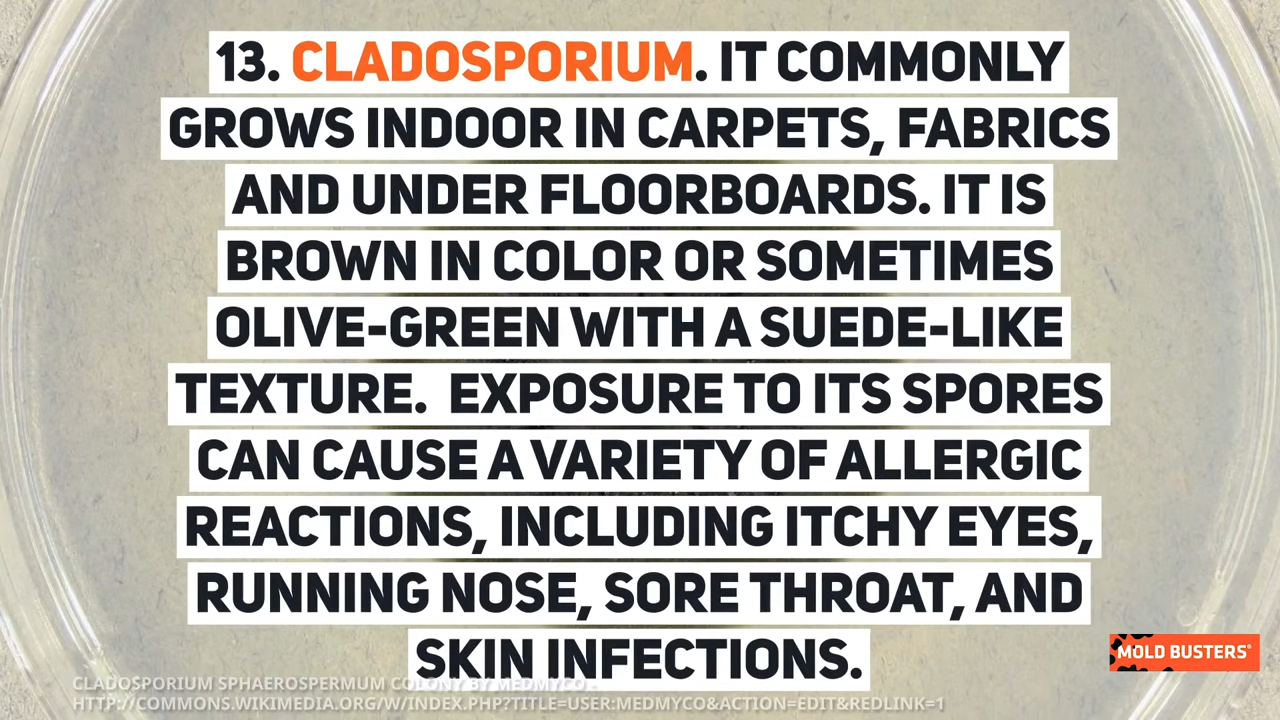 13. CLADOSPORIUM. IT COMMONLY
GROWS INDOOR IN CARPETS, FABRICS
AND UNDER FLOORBOARDS. IT IS
BROWN IN COLOR OR SOMETIMES
OLIVE-GREEN WITH A SUEDE-LIKE
TEXTURE. EXPOSURE TO ITS SPORES
CAN CAUSE A VARIETY OF ALLERGIC
REACTIONS, INCLUDING ITCHY EYES,
RUNNING NOSE, SORE THROAT, AND
SKIN INFECTIONS.
MOLD BUSTERS®
CLADOSPORIUM SPHAEROSPERMUM COLONY BY MEDMYCO -
HTTP://COMMONS.WIKIMEDIA.ORG/W/INDEX.PHP?TITLE=USER:MEDMYCO&ACTION=EDIT&REDLINK=1